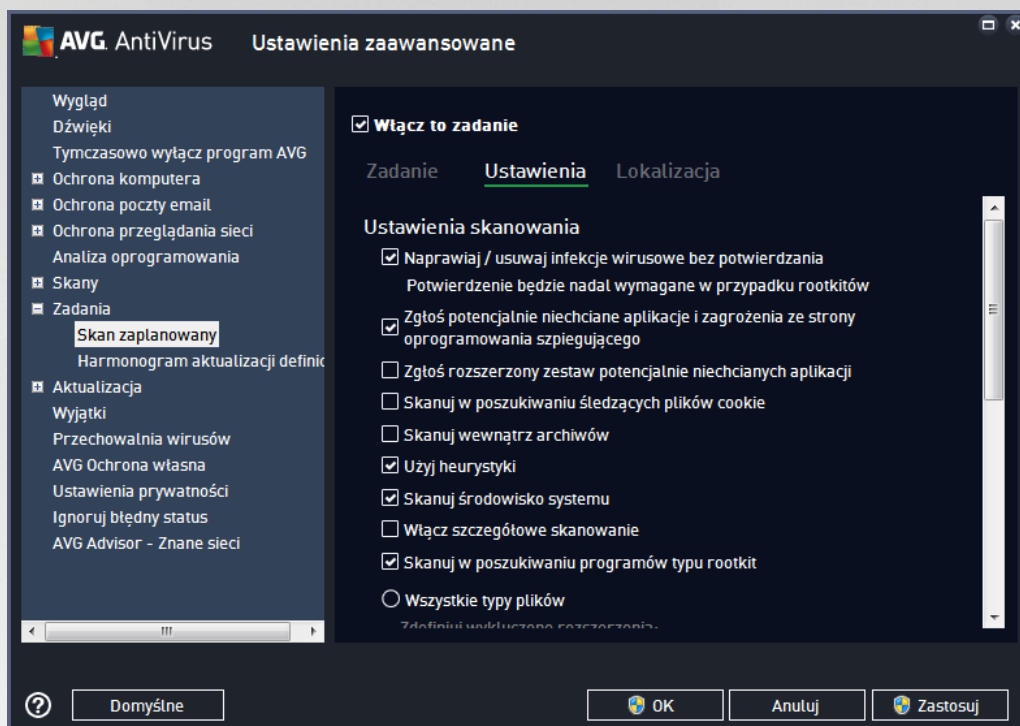 AVG. AntiVirus
Ustawienia zaawansowane
Wygląd
Dźwięki
Tymczasowo wyłącz program AVG
Ochrona komputera
Ochrona poczty email
Ochrona przeglądania sieci
Analiza oprogramowania
Skany
Zadania
Skan zaplanowany
Harmonogram aktualizacji definic
Aktualizacja
Wyjątki
Przechowalnia wirusów
AVG Ochrona własna
Ustawienia prywatności
Ignoruj błędny status
AVG Advisor - Znane sieci
Włącz to zadanie
Zadanie
Ustawienia
Lokalizacja
Ustawienia skanowania
Naprawiaj / usuwaj infekcje wirusowe bez potwierdzania
Potwierdzenie będzie nadal wymagane w przypadku rootkitów
Zgłoś potencjalnie niechciane aplikacje i zagrożenia ze strony
oprogramowania szpiegującego
Zgłoś rozszerzony zestaw potencjalnie niechcianych aplikacji
Skanuj w poszukiwaniu śledzących plików cookie
Skanuj wewnątrz archiwów
Użyj heurystyki
Skanuj środowisko systemu
Włącz szczegółowe skanowanie
Skanuj w poszukiwaniu programów typu rootkit
Wszystkie typy plików
Zdefiniuj wykluczone rozszerzenia:
?
Domyślne
OK
Anuluj
Zastosuj